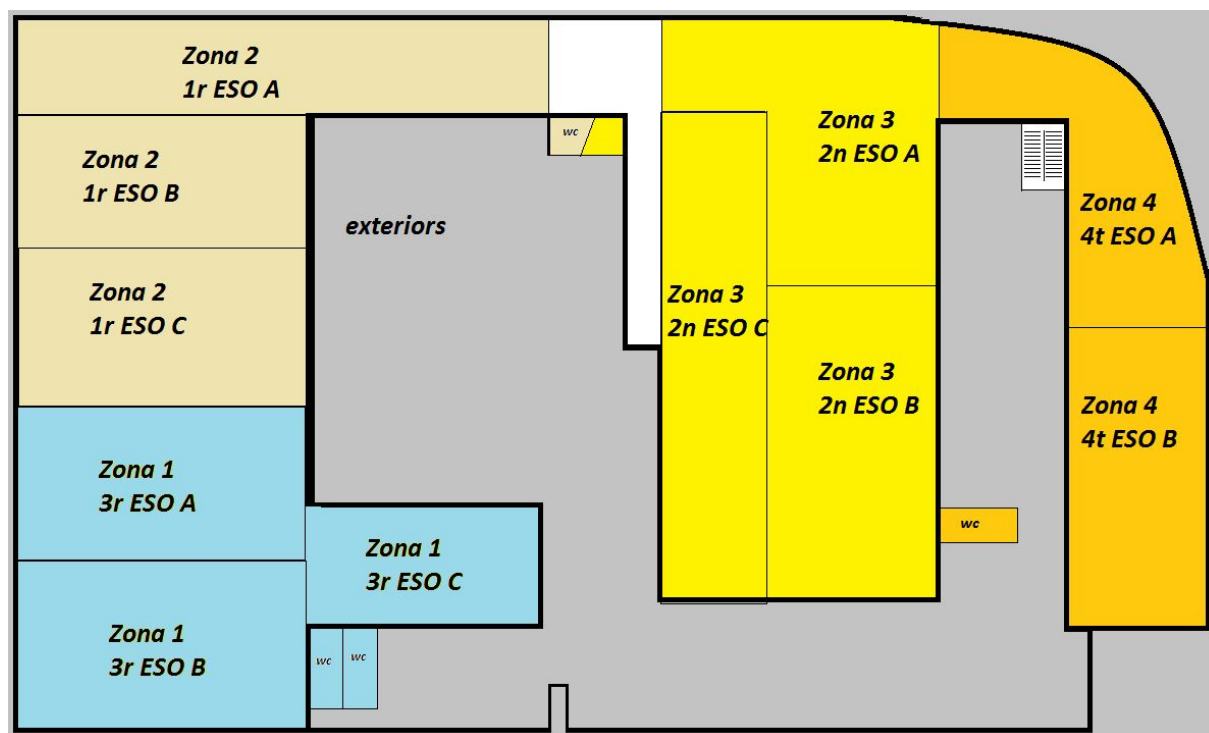 Zona 2
1r ESO A
Zona 2
1r ESO B
Zona 2
1r ESO C
Zona 1
3r ESO A
Zona 1
3r ESO B
Zona 1
3r ESO C
wc
wc
exteriors
wc
Zona 3
2n ESO A
Zona 3
2n ESO C
Zona 3
2n ESO B
wc
Zona 4
4t ESO A
Zona 4
4t ESO B